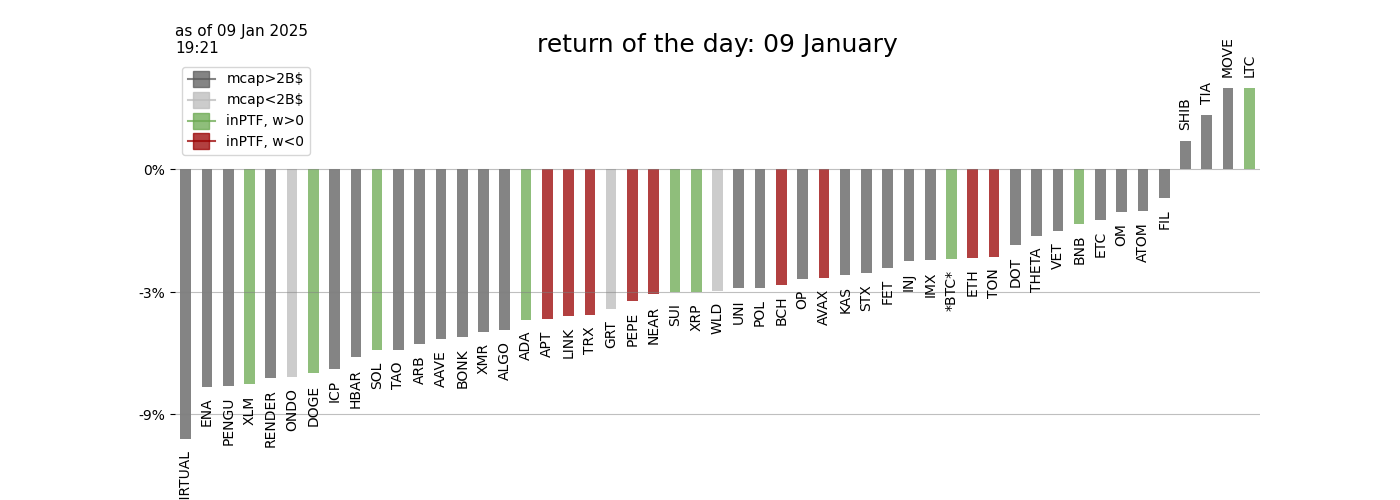 as of 09 Jan 2025
19:21
return of the day: 09 January
mcap>2B$
mcap<2B$
inPTF, w>0
inPTF, w<0
0%
-3%
-9%
IRTUAL
ENA
PENGU
XLM
RENDER
ONDO
DOGE
ICP
HBAR
SOL
TAO
ARB
AAVE
BONK
XMR
ALGO
ADA
APT
LINK
TRX
GRT
PEPE
NEAR
SUI
XRP
WLD
UNI
POL
BCH
OP
AVAX
KAS
STX
FET
INJ
IMX
*BTC*
ETH
TON
DOT
THETA
VET
BNB
ETC
OM
ATOM
FIL
SHIB
TIA
MOVE
LTC